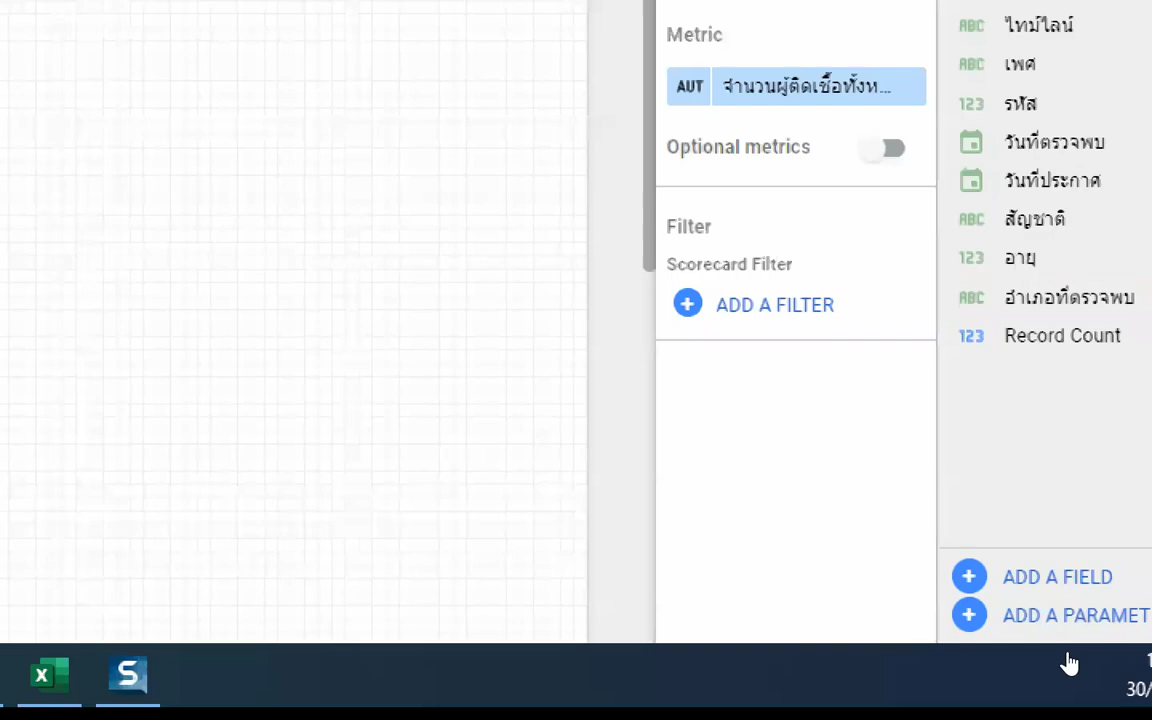 Metric
AUT จำนวนผู้ติดเชื้อทั้งห...
Optional metrics
Filter
Scorecard Filter
ADD A FILTER
ABC ไทม์ไลน์
ABC เพศ
123 รหัส
วันที่ตรวจพบ
วันที่ประกาศ
ABC สัญชาติ
123 อายุ
ABC อำเภอที่ตรวจพบ
123 Record Count
ADD A FIELD
ADD A PARAMET
X S
30/